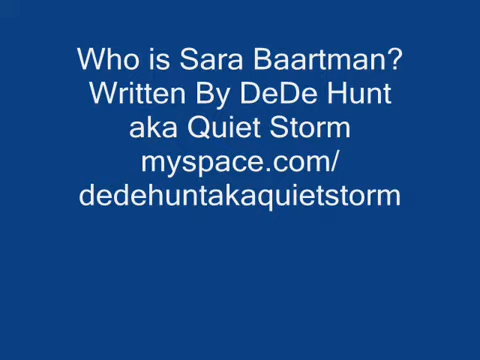 Who is Sara Baartman?
Written By DeDe Hunt
aka Quiet Storm
myspace.com/
dedehuntakaquietstorm